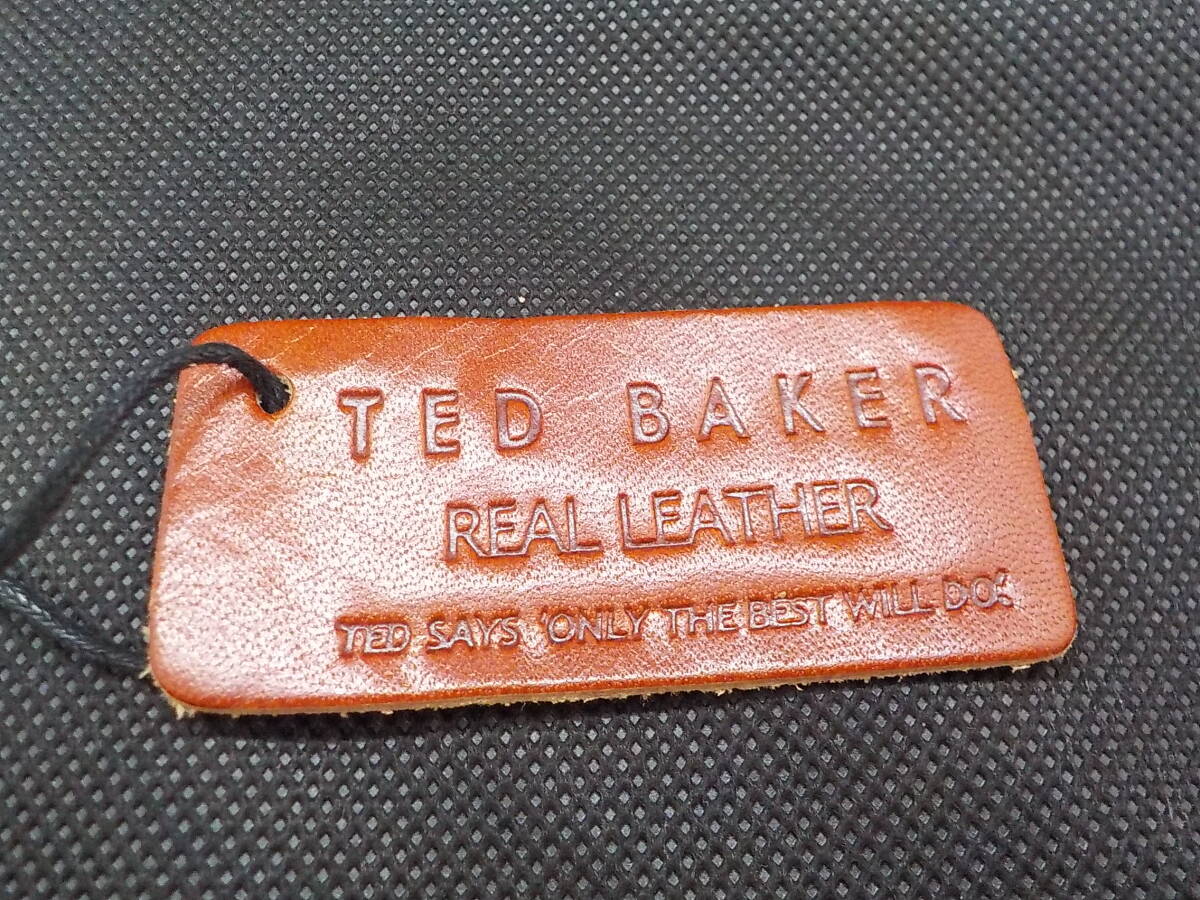 TED BAKER
REAL LEATHER
TED SAYS 'ONLY THE BEST WILL DO.'